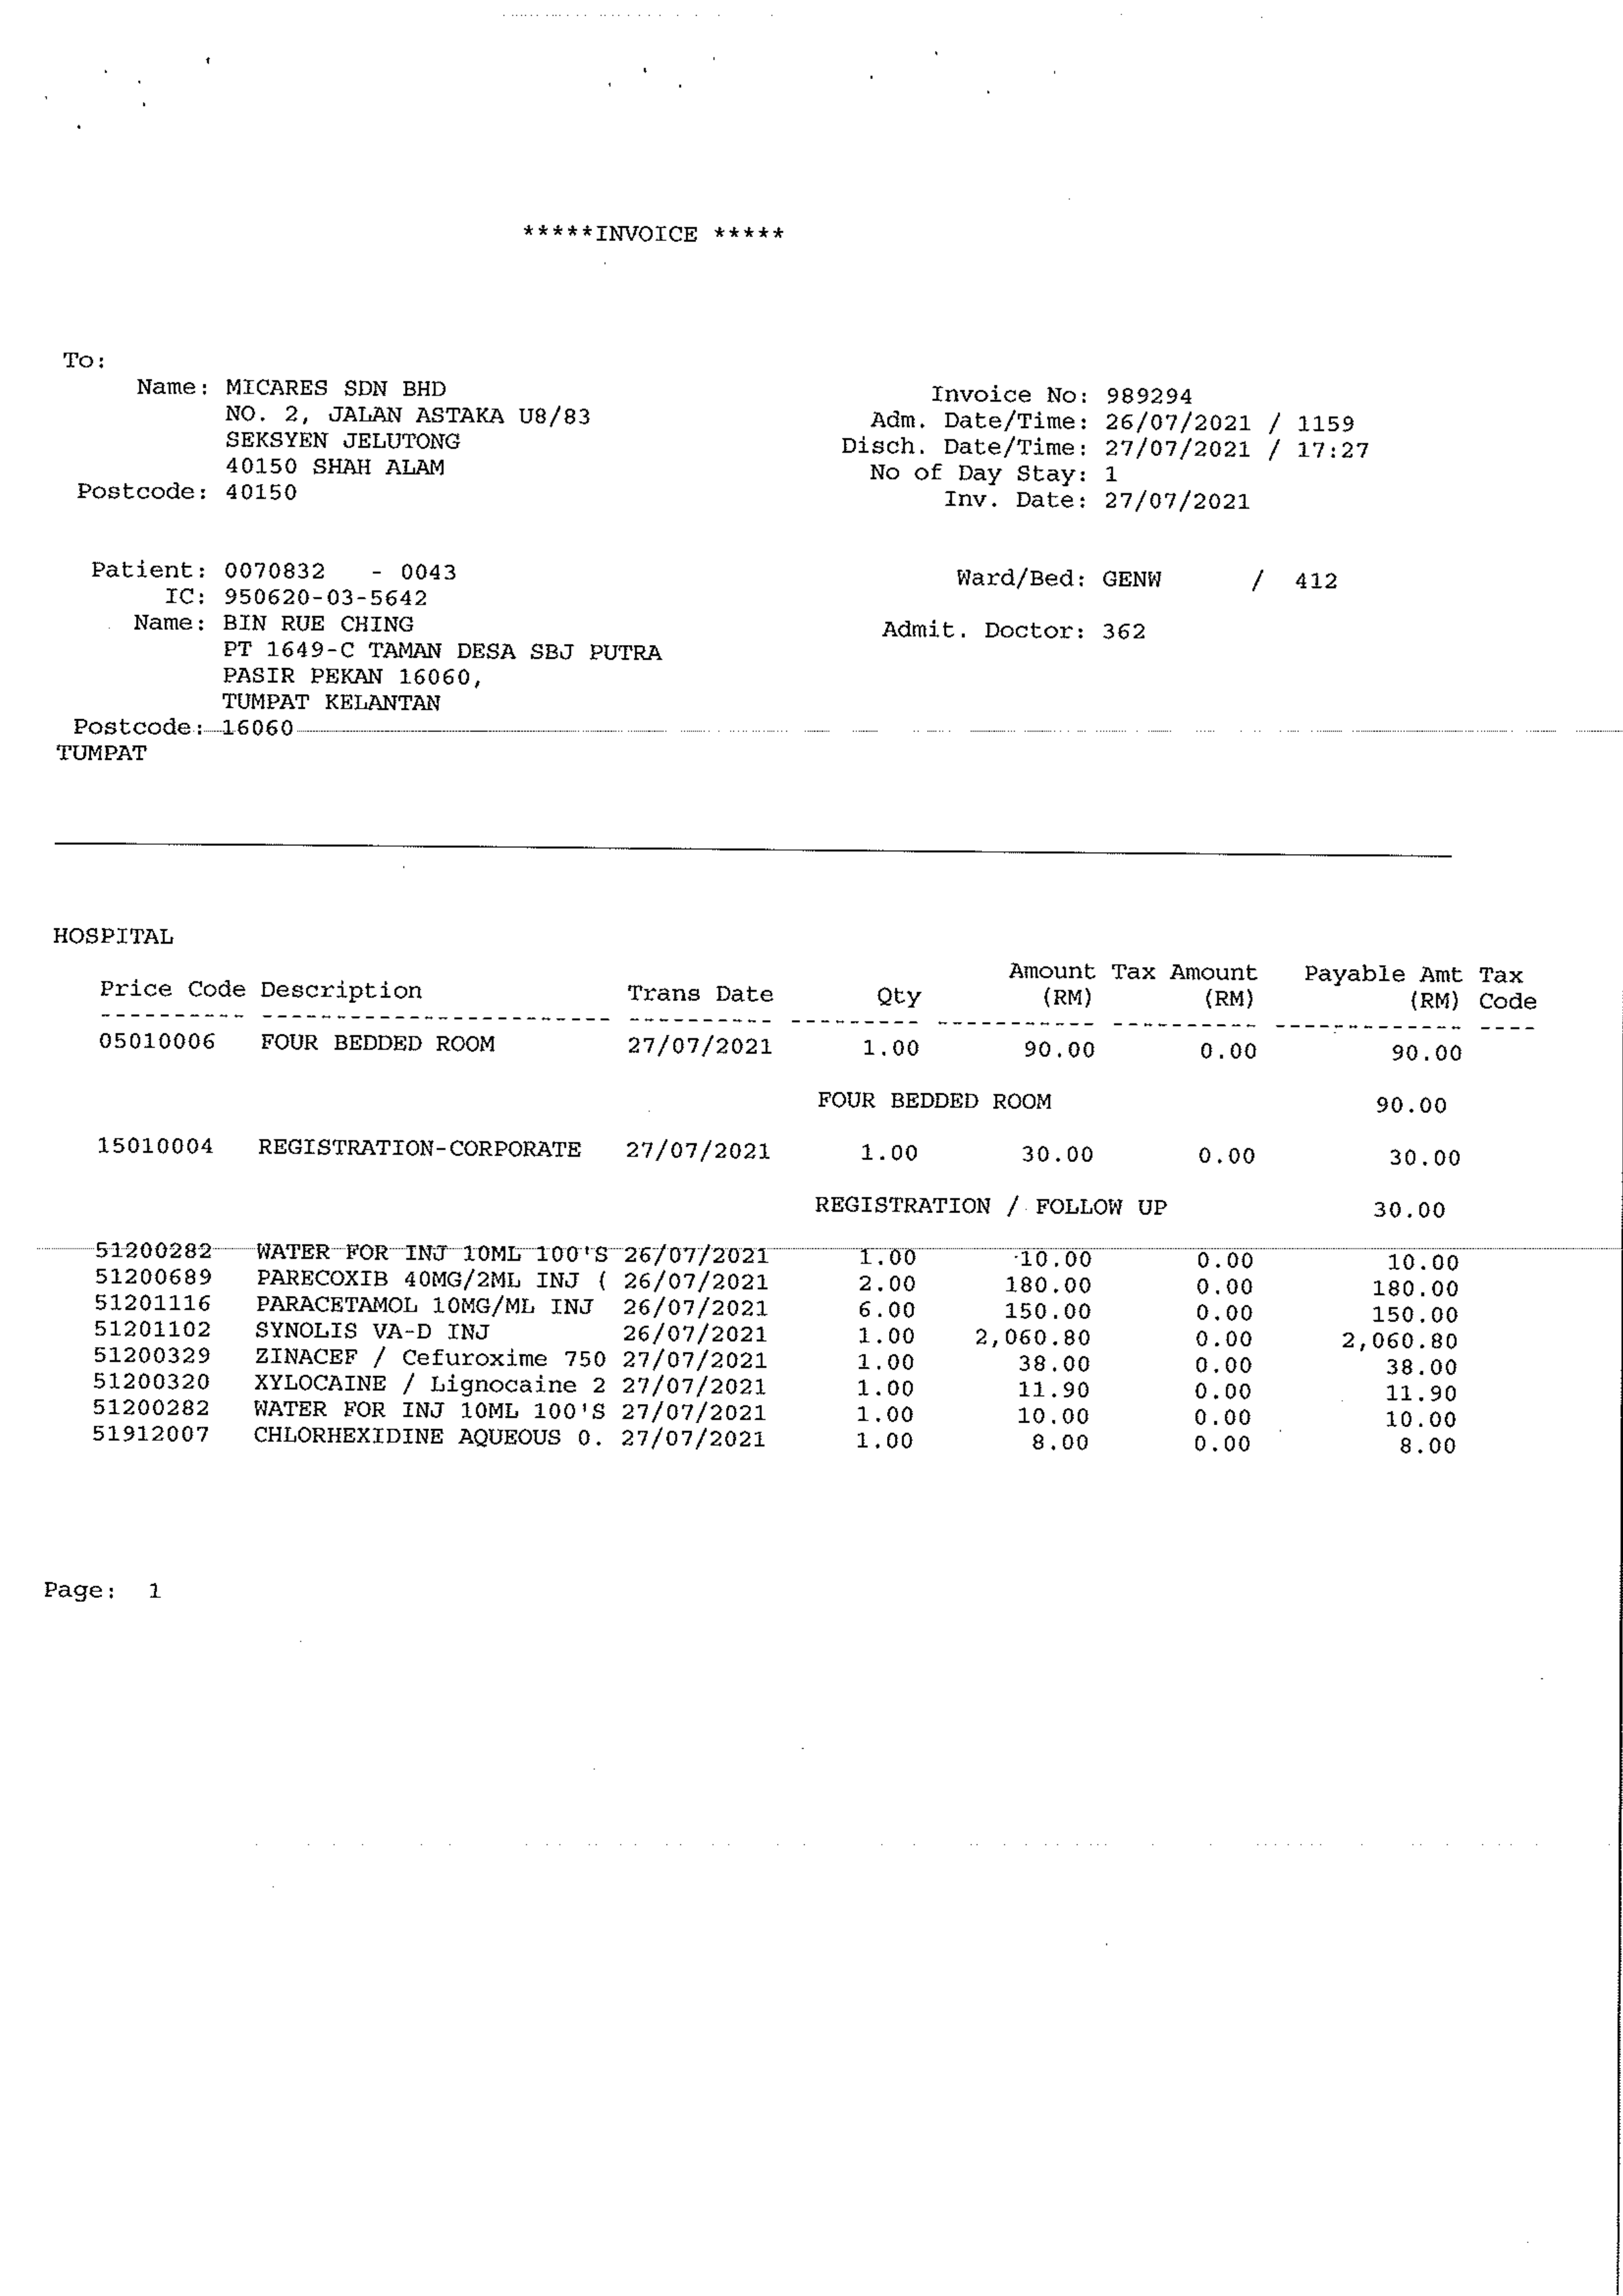 *****INVOICE *****
To:
Name: MICARES SDN BHD
NO. 2, JALAN ASTAKA U8/83
SEKSYEN JELUTONG
40150 SHAH ALAM
Postcode: 40150
Invoice No: 989294
Adm. Date/Time: 26/07/2021 / 1159
Disch. Date/Time: 27/07/2021 / 17:27
No of Day Stay: 1
Inv. Date: 27/07/2021
Patient: 0070832 - 0043
IC: 950620-03-5642
Name: BIN RUE CHING
PT 1649-C TAMAN DESA SBJ PUTRA
PASIR PEKAN 16060,
TUMPAT KELANTAN
Postcode: 16060
TUMPAT
Ward/Bed: GENW / 412
Admit. Doctor: 362
HOSPITAL
Amount Tax Amount Payable Amt Tax
Price Code Description Trans Date Qty (RM) (RM) (RM) Code
05010006 FOUR BEDDED ROOM 27/07/2021 1.00 90.00 0.00 90.00
FOUR BEDDED ROOM 90.00
15010004 REGISTRATION-CORPORATE 27/07/2021 1.00 30.00 0.00 30.00
REGISTRATION / FOLLOW UP 30.00
51200282 WATER FOR INJ 10ML 100'S 26/07/2021 1.00 10.00 0.00 10.00
51200689 PARECOXIB 40MG/2ML INJ ( 26/07/2021 2.00 180.00 0.00 180.00
51201116 PARACETAMOL 10MG/ML INJ 26/07/2021 6.00 150.00 0.00 150.00
51201102 SYNOLIS VA-D INJ 26/07/2021 1.00 2,060.80 0.00 2,060.80
51200329 ZINACEF / Cefuroxime 750 27/07/2021 1.00 38.00 0.00 38.00
51200320 XYLOCAINE / Lignocaine 2 27/07/2021 1.00 11.90 0.00 11.90
51200282 WATER FOR INJ 10ML 100'S 27/07/2021 1.00 10.00 0.00 10.00
51912007 CHLORHEXIDINE AQUEOUS 0. 27/07/2021 1.00 8.00 0.00 8.00
Page: 1